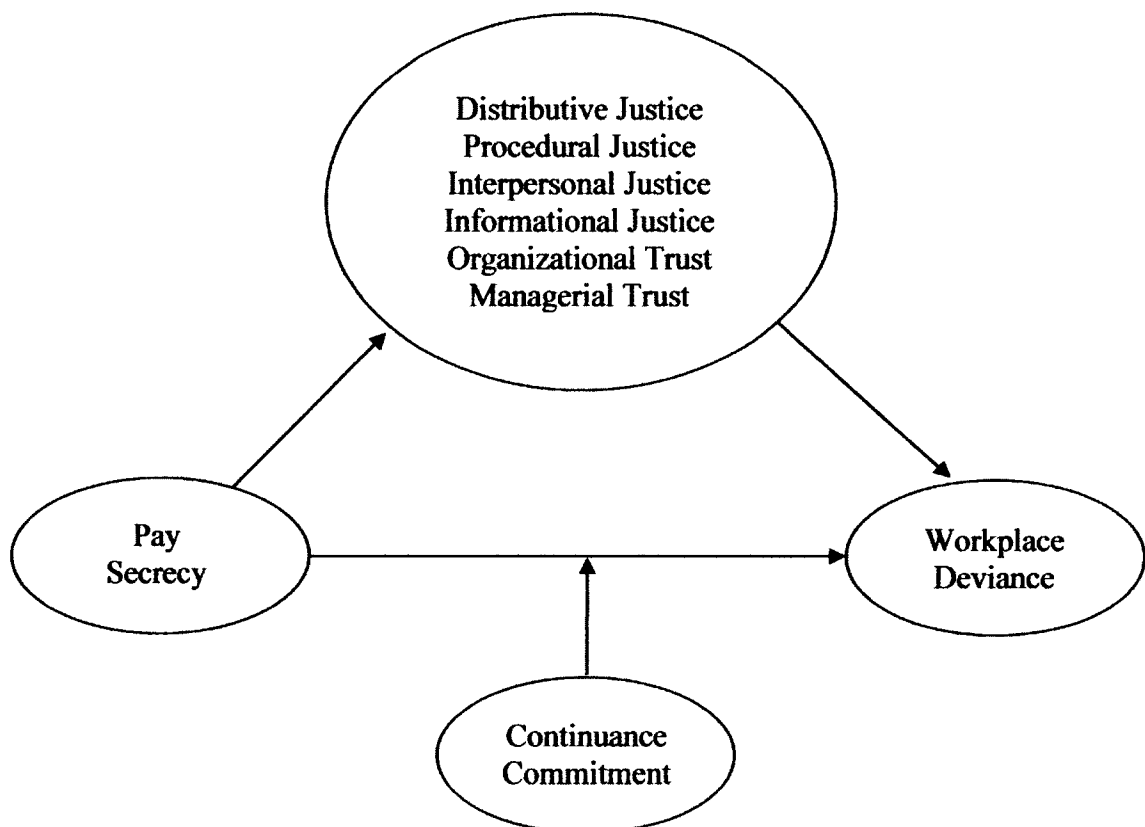 Distributive Justice
Procedural Justice
Interpersonal Justice
Informational Justice
Organizational Trust
Managerial Trust
Pay
Secrecy
Workplace
Deviance
Continuance
Commitment